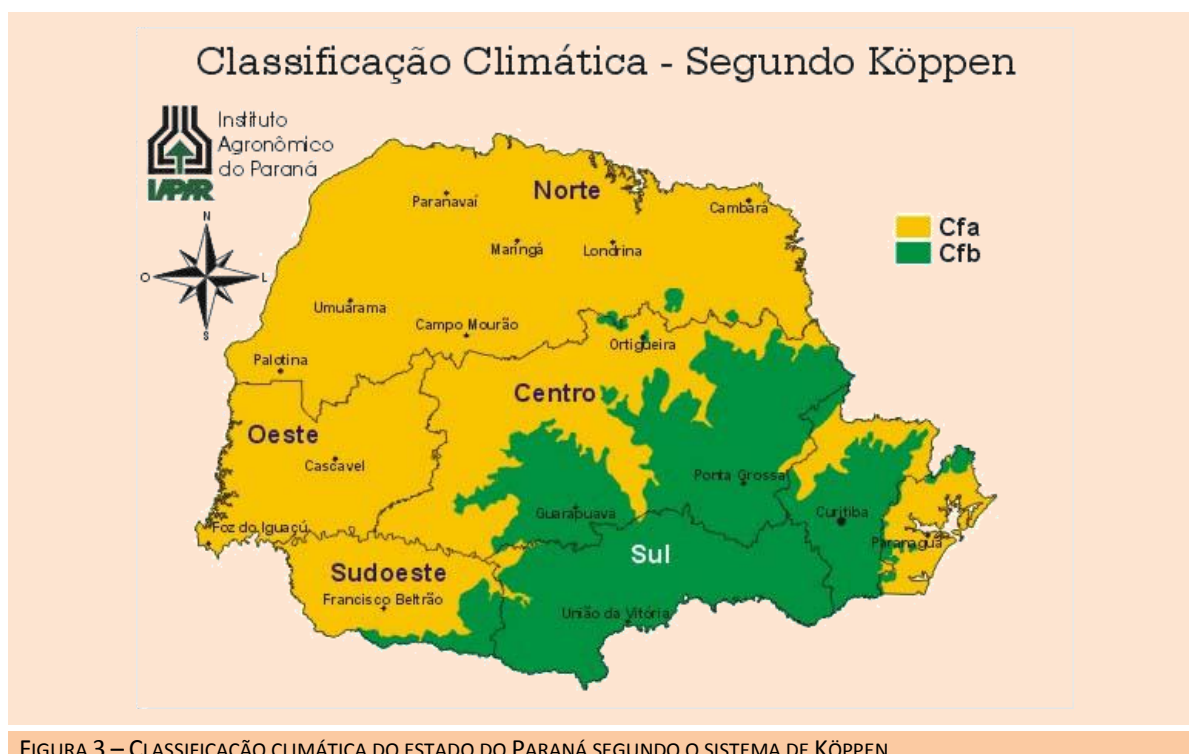 Classificação Climática - Segundo Köppen
Instituto
Agronômico
do Paraná
IAPAR
N
O
L
S
Cfa
Cfb
Norte
Paranavaí
Cambará
Maringá
Londrina
Umuárama
Campo Mourão
Ortigueira
Palotina
Centro
Oeste
Cascavel
Ponta Grossa
Guarapuava
Curitiba
Foz do Iguaçú
Paranaguá
Sul
Sudoeste
Francisco Beltrão
União da Vitória
FIGURA 3 – CLASSIFICAÇÃO CLIMÁTICA DO ESTADO DO PARANÁ SEGUNDO O SISTEMA DE KÖPPEN